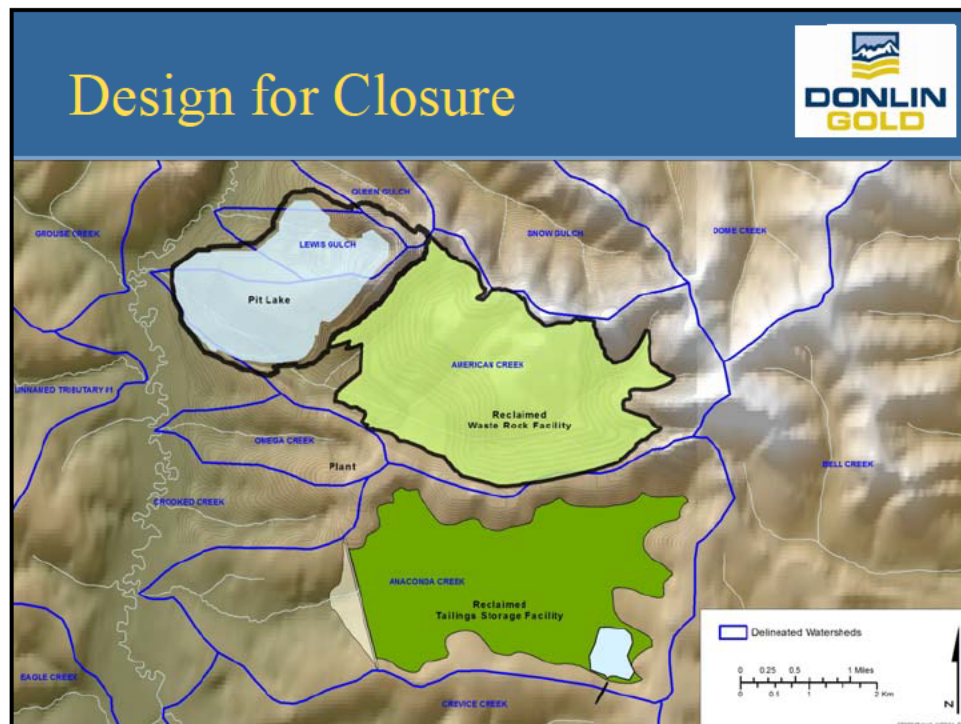 Design for Closure
DONLIN
GOLD
QUEEN GULCH
GROUSE CREEK
SNOW GULCH
DOME CREEK
LEWIS GULCH
Pit Lake
AMERICAN CREEK
UNNAMED TRIBUTARY #1
Reclaimed
Waste Rock Facility
OMEGA CREEK
Plant
BELL CREEK
CROOKED CREEK
ANACONDA CREEK
Reclaimed
Tailings Storage Facility
Delineated Watersheds
0 0.25 0.5 1 Miles
0 0.5 1 2 Km
EAGLE CREEK
CREVICE CREEK
N